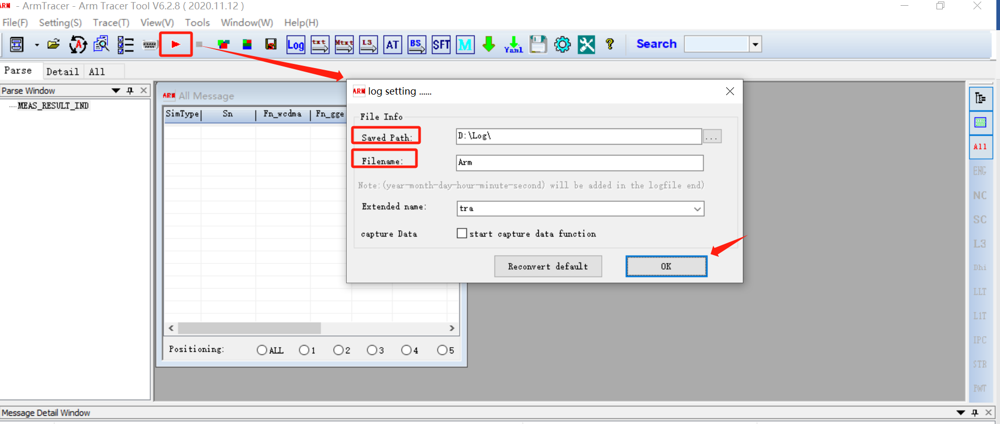 ARM - ArmTracer - Arm Tracer Tool V6.2.8 ( 2020.11.12 )
File(F) Setting(S) Trace(T) View(V) Tools Window(W) Help(H)
A Log txt Mtxt L3 AT BS SFT M Yaml ? Search
Parse Detail All
Parse Window
MEAS_RESULT_IND
ARM All Message
SimType Sn Fn_wcdma Fn_gge
ARM log setting ......
File Info
Saved Path: D:\Log\ ...
Filename: Arm
Note:(year-month-day-hour-minute-second) will be added in the logfile end)
Extended name: tra
capture Data start capture data function
Reconvert default OK
Positioning: ALL 1 2 3 4 5
All
ENG
NC
SC
L3
Dhi
LLT
L1T
IPC
STR
PWT
Message Detail Window